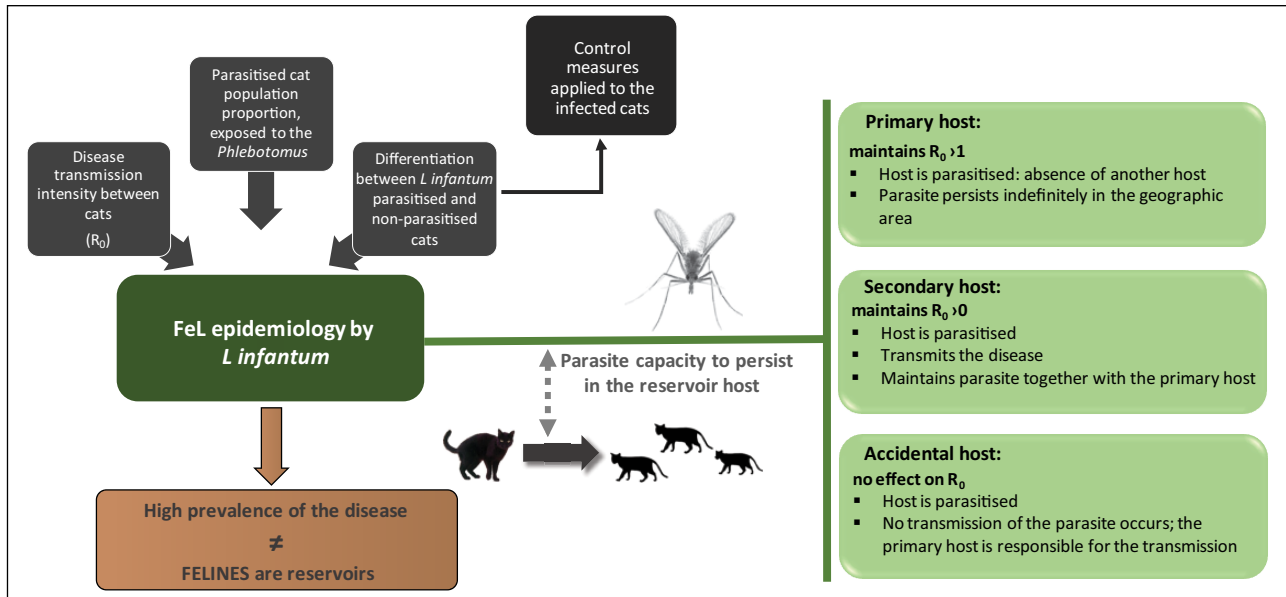 Control
measures
applied to the
infected cats
Parasitised cat
population
proportion,
exposed to the
Phlebotomus
Disease
transmission
intensity between
cats
(R₀)
Differentiation
between L infantum
parasitised and
non-parasitised
cats
FeL epidemiology by
L infantum
Parasite capacity to persist
in the reservoir host
High prevalence of the disease
≠
FELINES are reservoirs
Primary host:
maintains R₀ ›1
▪ Host is parasitised: absence of another host
▪ Parasite persists indefinitely in the geographic
area
Secondary host:
maintains R₀ ›0
▪ Host is parasitised
▪ Transmits the disease
▪ Maintains parasite together with the primary host
Accidental host:
no effect on R₀
▪ Host is parasitised
▪ No transmission of the parasite occurs; the
primary host is responsible for the transmission